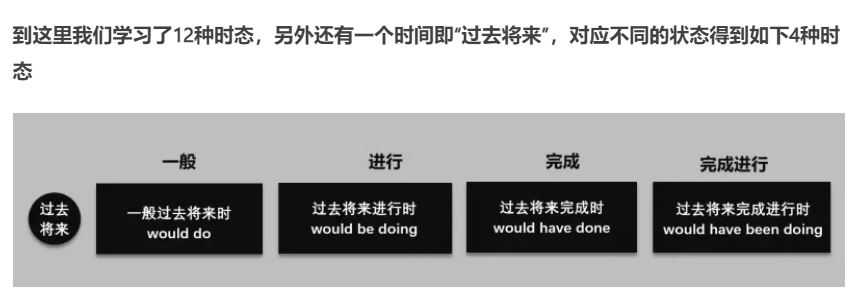 到这里我们学习了12种时态，另外还有一个时间即“过去将来”，对应不同的状态得到如下4种时
态
一般 进行 完成 完成进行
过去
将来
一般过去将来时
would do
过去将来进行时
would be doing
过去将来完成时
would have done
过去将来完成进行时
would have been doing